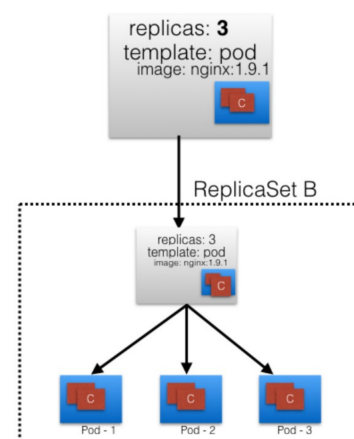 replicas: 3
template: pod
image: nginx:1.9.1
C
ReplicaSet B
replicas: 3
template: pod
image: nginx:1.9.1
C
C
C
C
Pod - 1
Pod - 2
Pod - 3